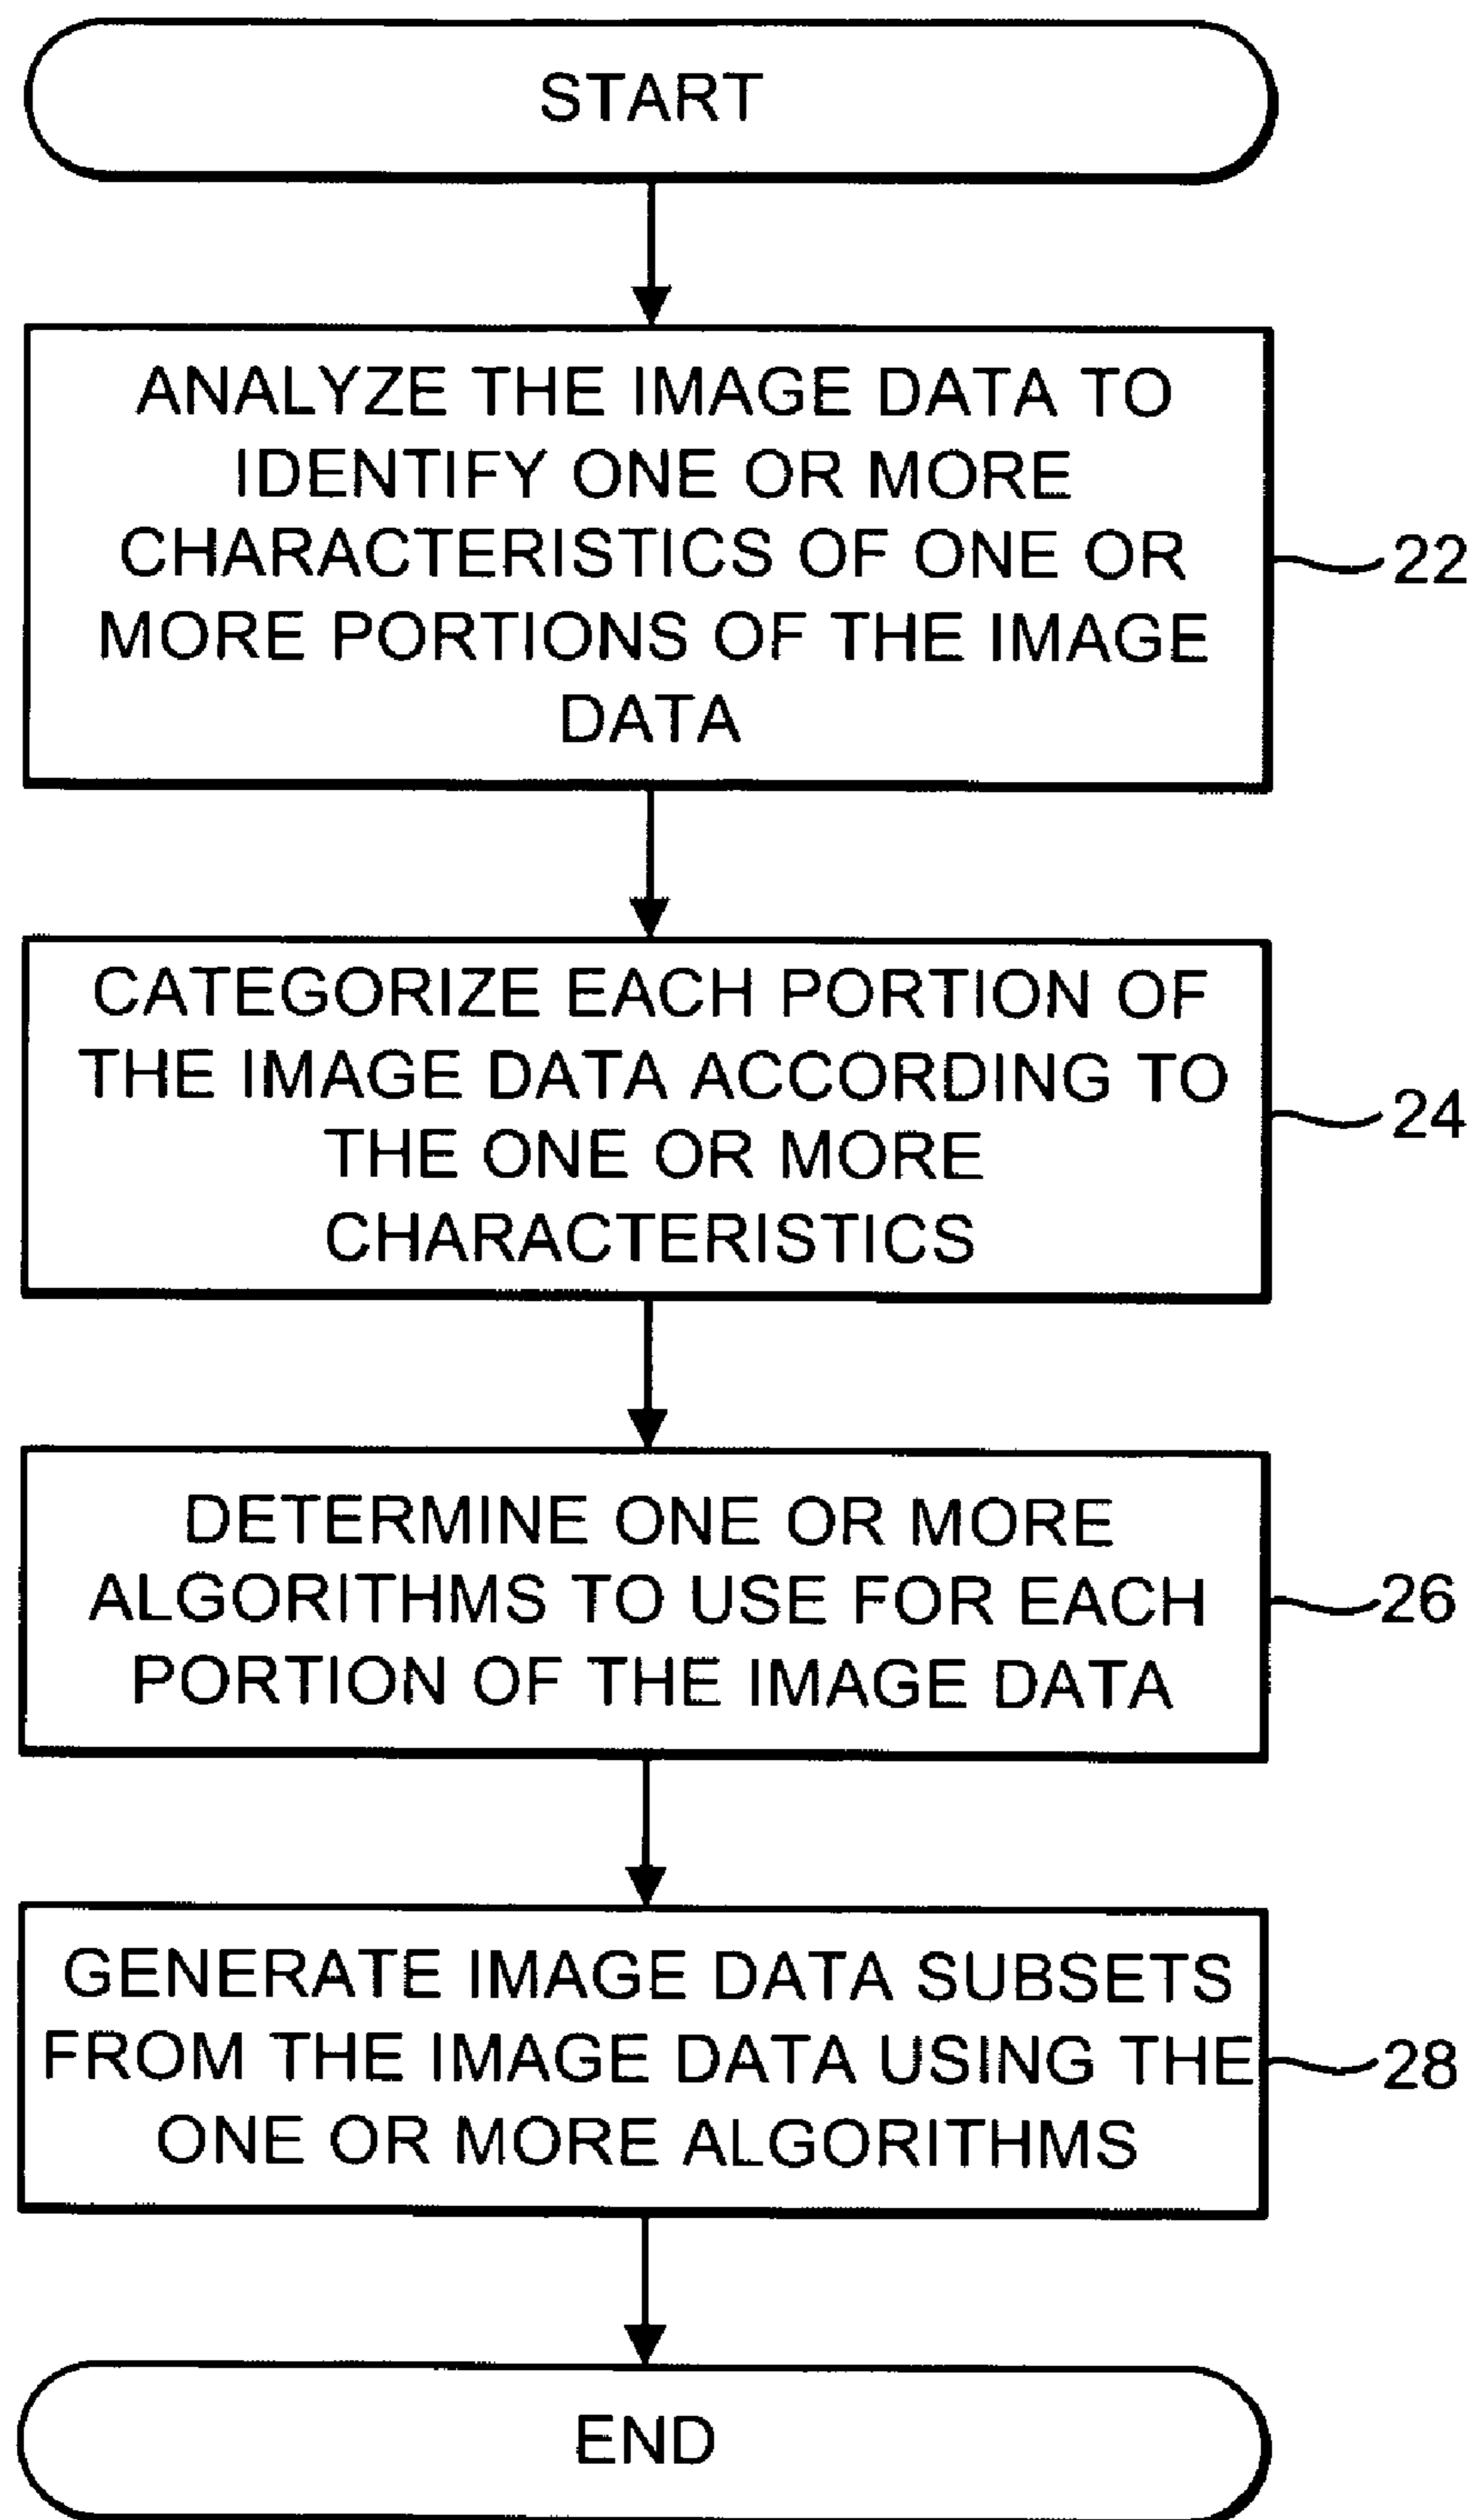 START
ANALYZE THE IMAGE DATA TO
IDENTIFY ONE OR MORE
CHARACTERISTICS OF ONE OR
MORE PORTIONS OF THE IMAGE
DATA
22
CATEGORIZE EACH PORTION OF
THE IMAGE DATA ACCORDING TO
THE ONE OR MORE
CHARACTERISTICS
24
DETERMINE ONE OR MORE
ALGORITHMS TO USE FOR EACH
PORTION OF THE IMAGE DATA
26
GENERATE IMAGE DATA SUBSETS
FROM THE IMAGE DATA USING THE
ONE OR MORE ALGORITHMS
28
END